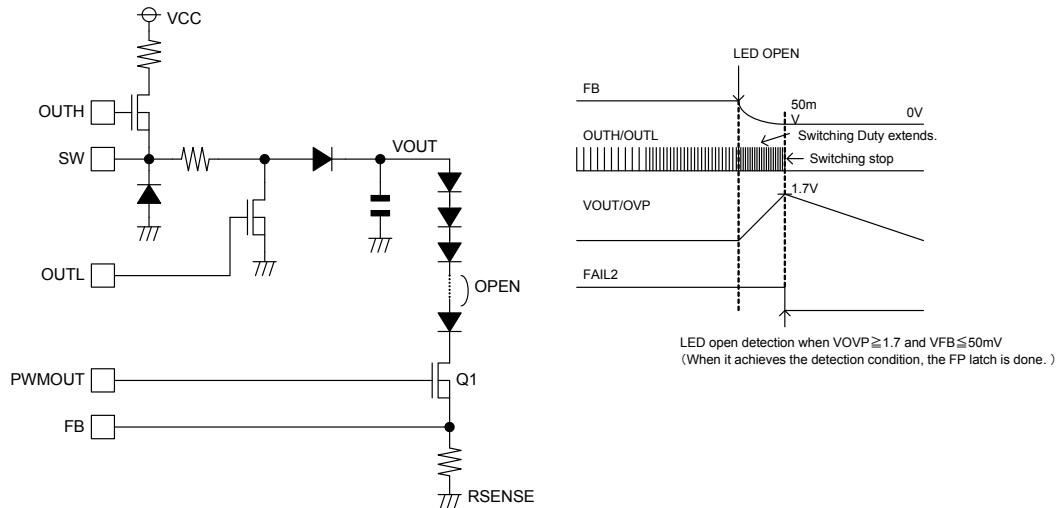 VCC
OUTH
SW
VOUT
OUTL
OPEN
PWMOUT
Q1
FB
RSENSE
LED OPEN
FB
50m
V
0V
OUTH/OUTL
Switching Duty extends.
Switching stop
VOUT/OVP
1.7V
FAIL2
LED open detection when VOVP≧1.7 and VFB≦50mV
(When it achieves the detection condition, the FP latch is done. )